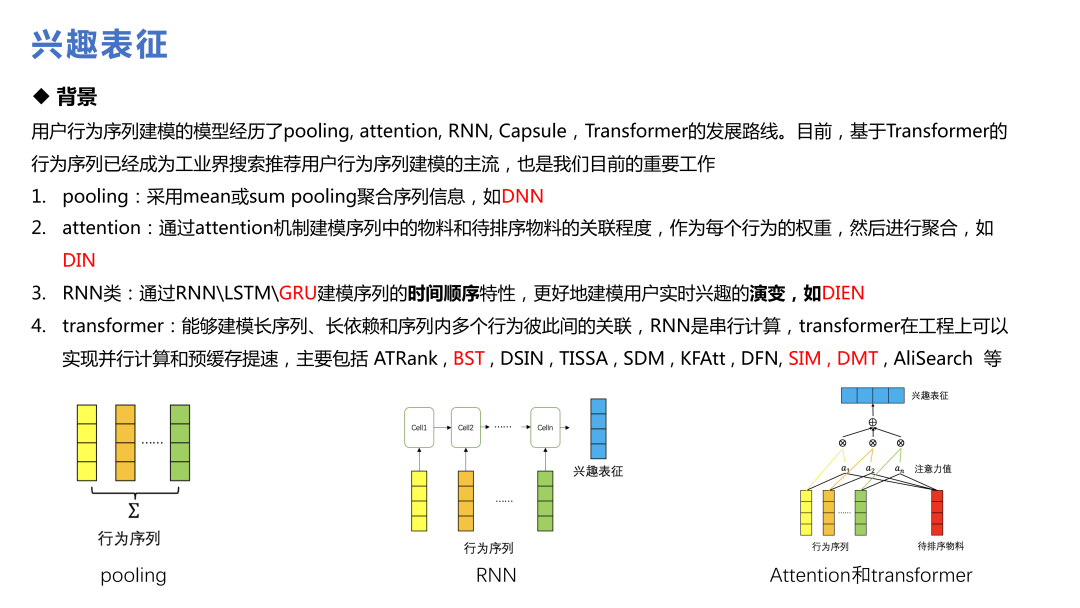 兴趣表征
◆ 背景
用户行为序列建模的模型经历了pooling, attention, RNN, Capsule，Transformer的发展路线。目前，基于Transformer的
行为序列已经成为工业界搜索推荐用户行为序列建模的主流，也是我们目前的重要工作
1. pooling：采用mean或sum pooling聚合序列信息，如DNN
2. attention：通过attention机制建模序列中的物料和待排序物料的关联程度，作为每个行为的权重，然后进行聚合，如
DIN
3. RNN类：通过RNN\LSTM\GRU建模序列的时间顺序特性，更好地建模用户实时兴趣的演变，如DIEN
4. transformer：能够建模长序列、长依赖和序列内多个行为彼此间的关联，RNN是串行计算，transformer在工程上可以
实现并行计算和预缓存提速，主要包括 ATRank , BST , DSIN , TISSA , SDM , KFAtt , DFN, SIM , DMT , AliSearch 等
……
Σ
行为序列
pooling
Cell1 Cell2 …… Celln
兴趣表征
……
行为序列
RNN
兴趣表征
⊕
⊗ ⊗ ⊗
a1 a2 an 注意力值
……
行为序列 待排序物料
Attention和transformer